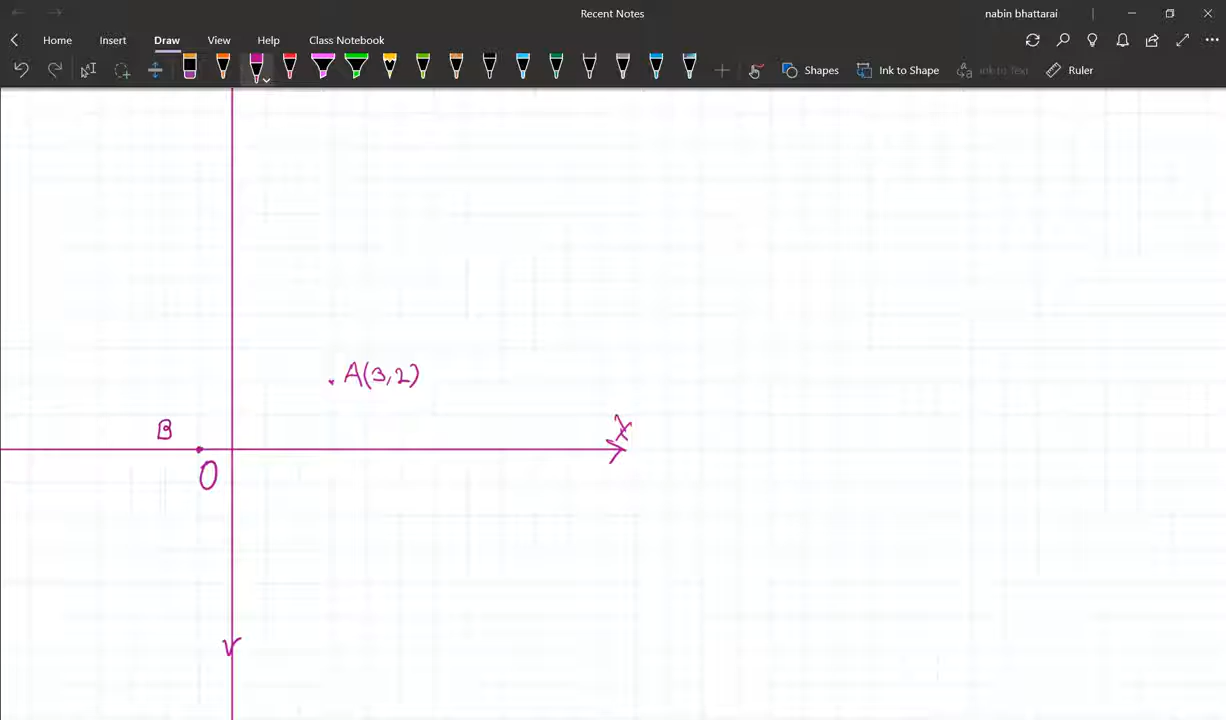 Recent Notes
nabin bhattarai
Home Insert Draw View Help Class Notebook
Shapes Ink to Shape Ink to Text Ruler
A(3,2)
X
B
O